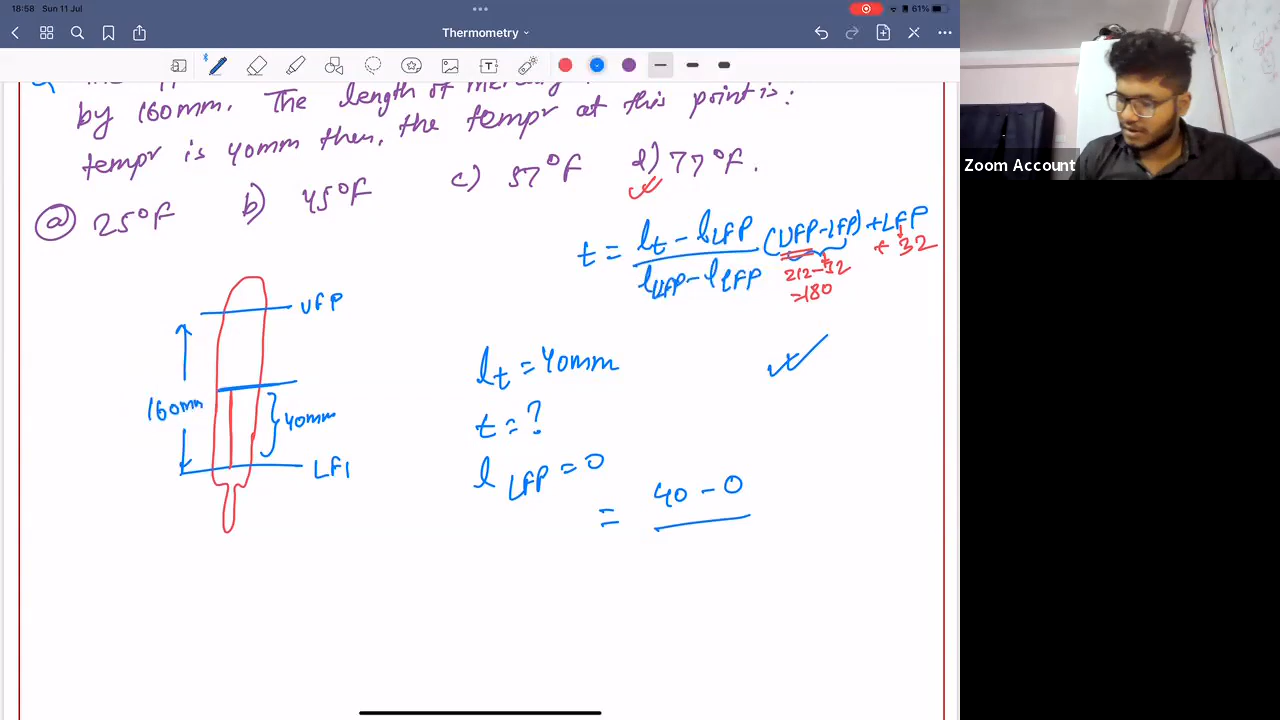 18:58 Sun 11 Jul
61%
Thermometry
by 160mm. The length of
tempr is 40mm then, the tempr at this point is:
a) 25°F b) 45°F c) 57°F d) 77°F.
t = lt - lLFP / lUFP - lLFP (UFP - LFP) + LFP
212-32 + 32
=180
UFP
160mm
40mm
LFP
lt = 40mm
t = ?
l LFP = 0
= 40 - 0
Zoom Account